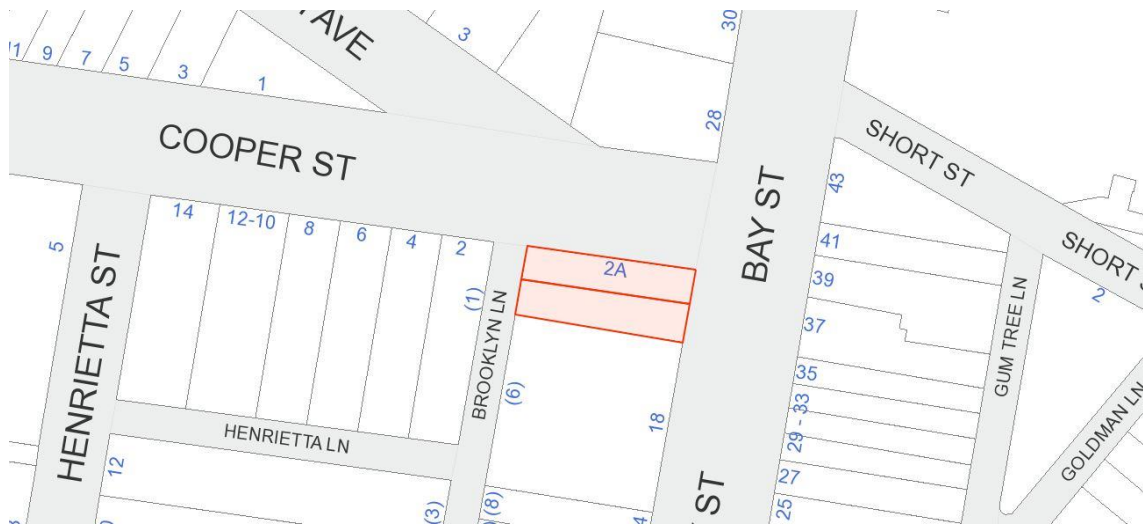 30
3
11
9
7
5
3
1
AVE
28
COOPER ST
SHORT ST
BAY ST
43
14
12-10
8
6
4
2
5
41
SHORT S
2A
39
2
HENRIETTA ST
(1)
BROOKLYN LN
37
GUM TREE LN
35
(6)
18
29 - 33
HENRIETTA LN
GOLDMAN LN
12
27
(3)
(8)
25
ST